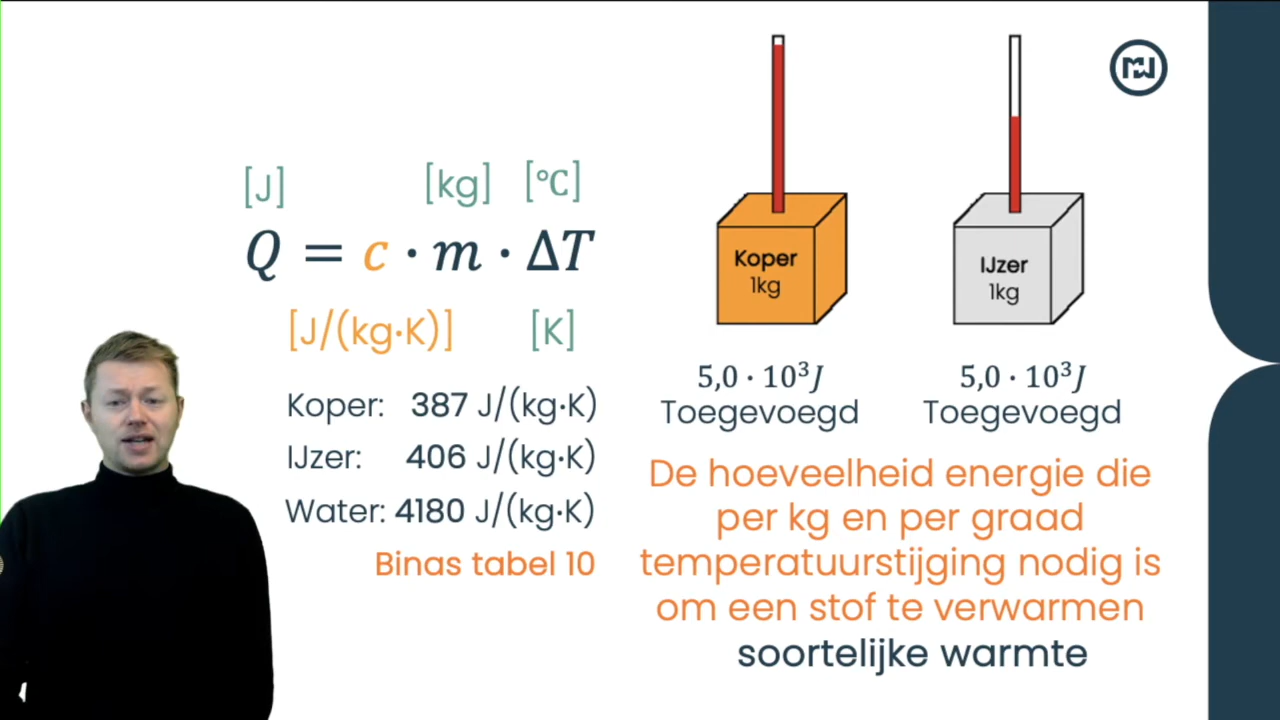 [J] [kg] [°C]
Q = c · m · ΔT
[J/(kg·K)] [K]
Koper: 387 J/(kg·K)
IJzer: 406 J/(kg·K)
Water: 4180 J/(kg·K)
Binas tabel 10
Koper
1kg
IJzer
1kg
5,0 · 10³J
Toegevoegd
5,0 · 10³J
Toegevoegd
De hoeveelheid energie die
per kg en per graad
temperatuurstijging nodig is
om een stof te verwarmen
soortelijke warmte